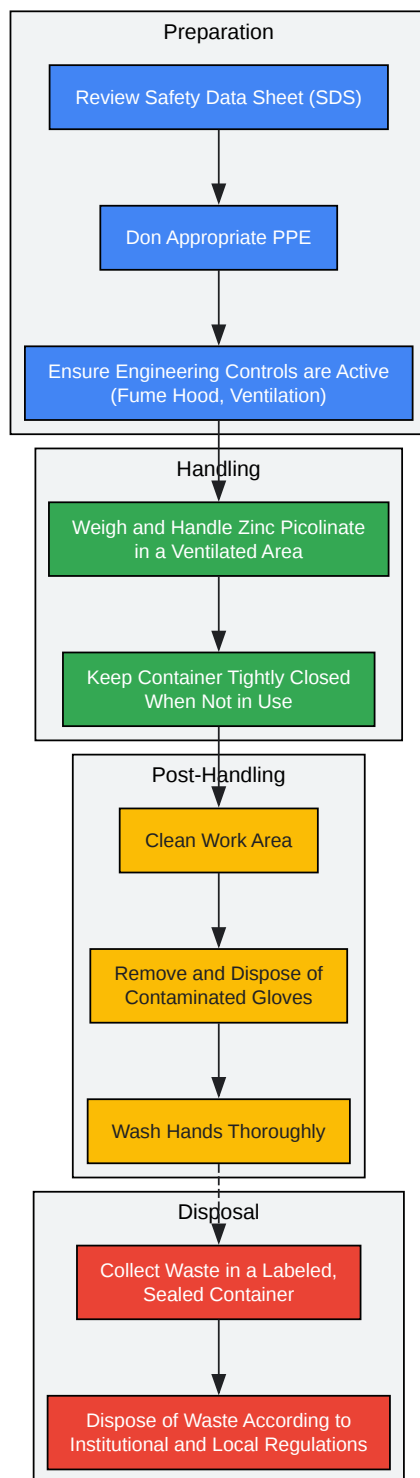 Preparation
Review Safety Data Sheet (SDS)
Don Appropriate PPE
Ensure Engineering Controls are Active
(Fume Hood, Ventilation)
Handling
Weigh and Handle Zinc Picolinate
in a Ventilated Area
Keep Container Tightly Closed
When Not in Use
Post-Handling
Clean Work Area
Remove and Dispose of
Contaminated Gloves
Wash Hands Thoroughly
Disposal
Collect Waste in a Labeled,
Sealed Container
Dispose of Waste According to
Institutional and Local Regulations